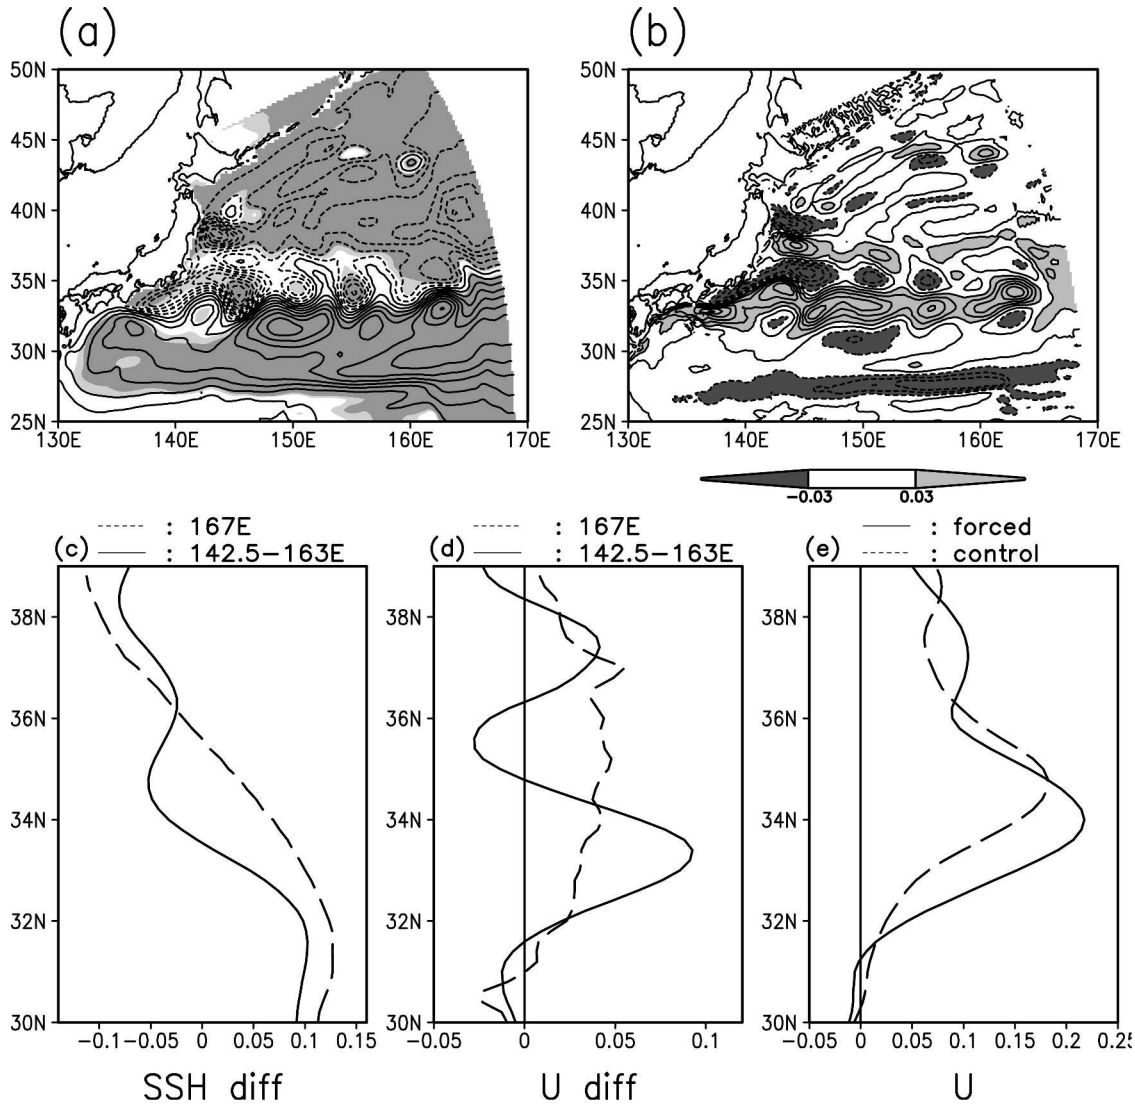 (a)
(b)
50N
45N
40N
35N
30N
25N
130E 140E 150E 160E 170E
50N
45N
40N
35N
30N
25N
130E 140E 150E 160E 170E
-0.03 0.03
(c)
: 167E
: 142.5-163E
38N
36N
34N
32N
30N
-0.1 -0.05 0 0.05 0.1 0.15
SSH diff
(d)
: 167E
: 142.5-163E
38N
36N
34N
32N
30N
-0.05 0 0.05 0.1
U diff
(e)
: forced
: control
38N
36N
34N
32N
30N
-0.05 0 0.05 0.1 0.15 0.2 0.25
U